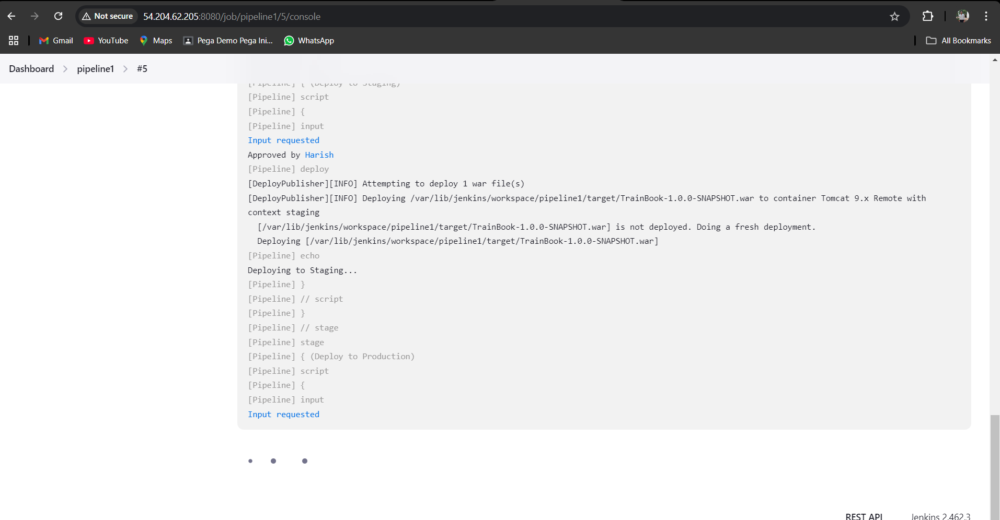 Not secure 54.204.62.205:8080/job/pipeline1/5/console
Gmail YouTube Maps Pega Demo Pega Ini... WhatsApp All Bookmarks
Dashboard pipeline1 #5
[Pipeline] { (Deploy to Staging)
[Pipeline] script
[Pipeline] {
[Pipeline] input
Input requested
Approved by Harish
[Pipeline] deploy
[DeployPublisher][INFO] Attempting to deploy 1 war file(s)
[DeployPublisher][INFO] Deploying /var/lib/jenkins/workspace/pipeline1/target/TrainBook-1.0.0-SNAPSHOT.war to container Tomcat 9.x Remote with
context staging
[/var/lib/jenkins/workspace/pipeline1/target/TrainBook-1.0.0-SNAPSHOT.war] is not deployed. Doing a fresh deployment.
Deploying [/var/lib/jenkins/workspace/pipeline1/target/TrainBook-1.0.0-SNAPSHOT.war]
[Pipeline] echo
Deploying to Staging...
[Pipeline] }
[Pipeline] // script
[Pipeline] }
[Pipeline] // stage
[Pipeline] stage
[Pipeline] { (Deploy to Production)
[Pipeline] script
[Pipeline] {
[Pipeline] input
Input requested
REST API Jenkins 2.462.3